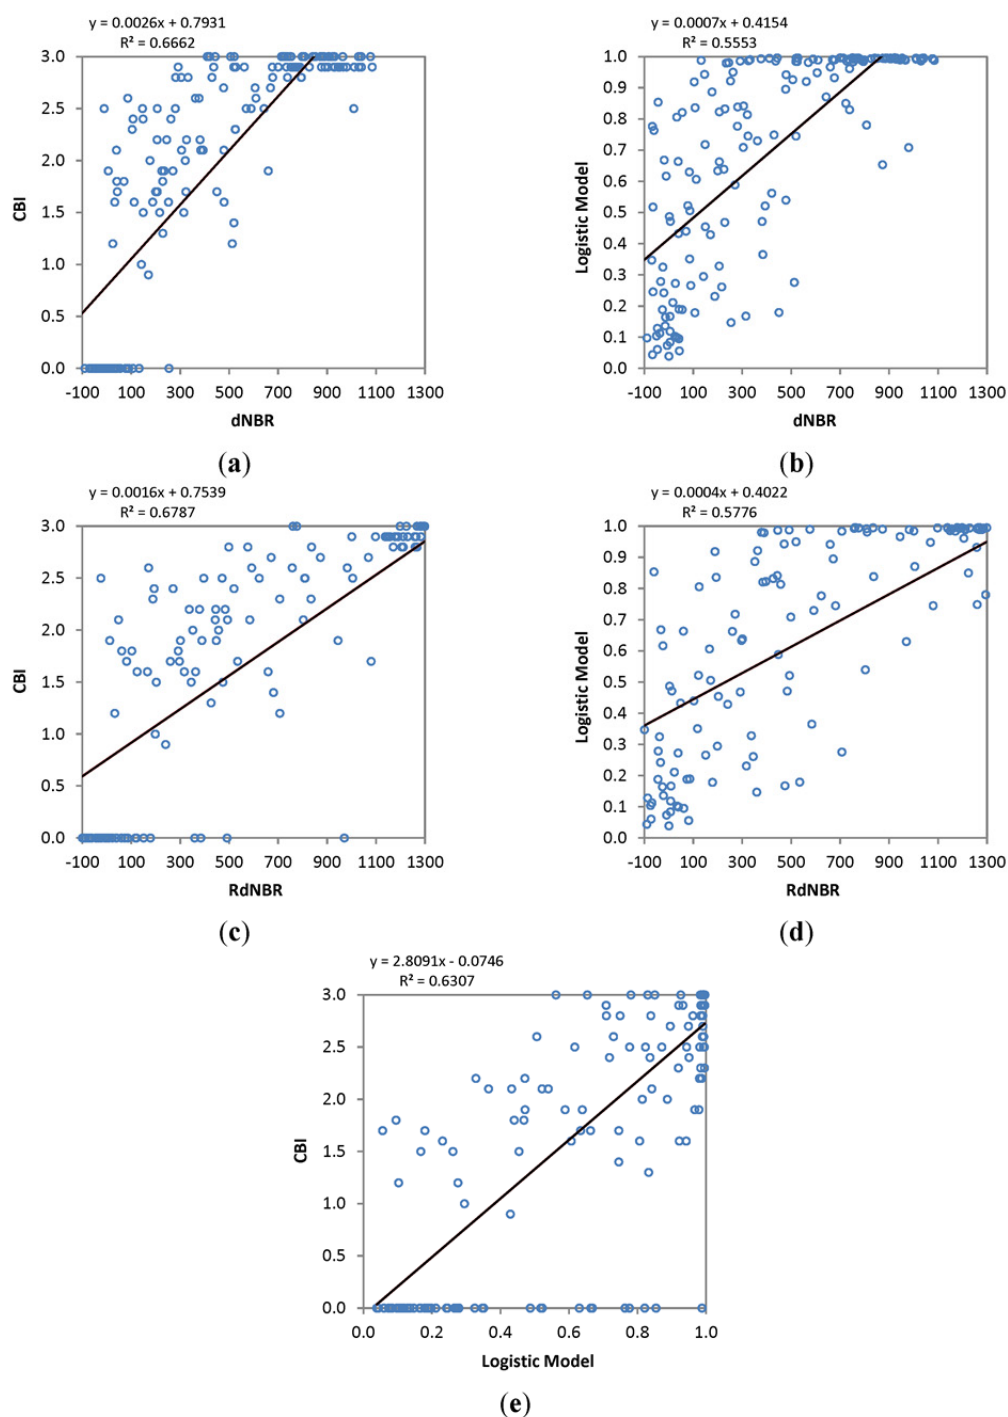 y = 0.0026x + 0.7931
R² = 0.6662
3.0
2.5
2.0
1.5
1.0
0.5
0.0
CBI
-100 100 300 500 700 900 1100 1300
dNBR
(a)
y = 0.0007x + 0.4154
R² = 0.5553
1.0
0.9
0.8
0.7
0.6
0.5
0.4
0.3
0.2
0.1
0.0
Logistic Model
-100 100 300 500 700 900 1100 1300
dNBR
(b)
y = 0.0016x + 0.7539
R² = 0.6787
3.0
2.5
2.0
1.5
1.0
0.5
0.0
CBI
-100 100 300 500 700 900 1100 1300
RdNBR
(c)
y = 0.0004x + 0.4022
R² = 0.5776
1.0
0.9
0.8
0.7
0.6
0.5
0.4
0.3
0.2
0.1
0.0
Logistic Model
-100 100 300 500 700 900 1100 1300
RdNBR
(d)
y = 2.8091x - 0.0746
R² = 0.6307
3.0
2.5
2.0
1.5
1.0
0.5
0.0
CBI
0.0 0.2 0.4 0.6 0.8 1.0
Logistic Model
(e)